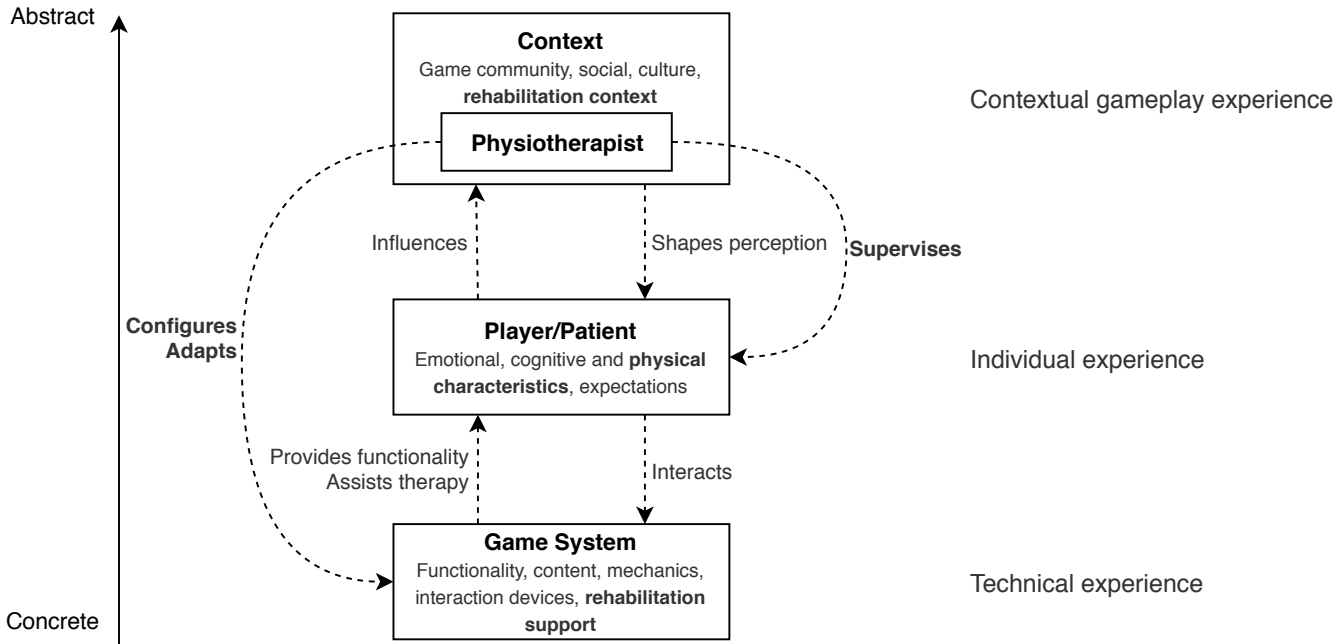 Abstract
Context
Game community, social, culture,
rehabilitation context
Contextual gameplay experience
Physiotherapist
Influences
Shapes perception
Supervises
Configures
Adapts
Player/Patient
Emotional, cognitive and physical
characteristics, expectations
Individual experience
Provides functionality
Assists therapy
Interacts
Game System
Functionality, content, mechanics,
interaction devices, rehabilitation
support
Technical experience
Concrete